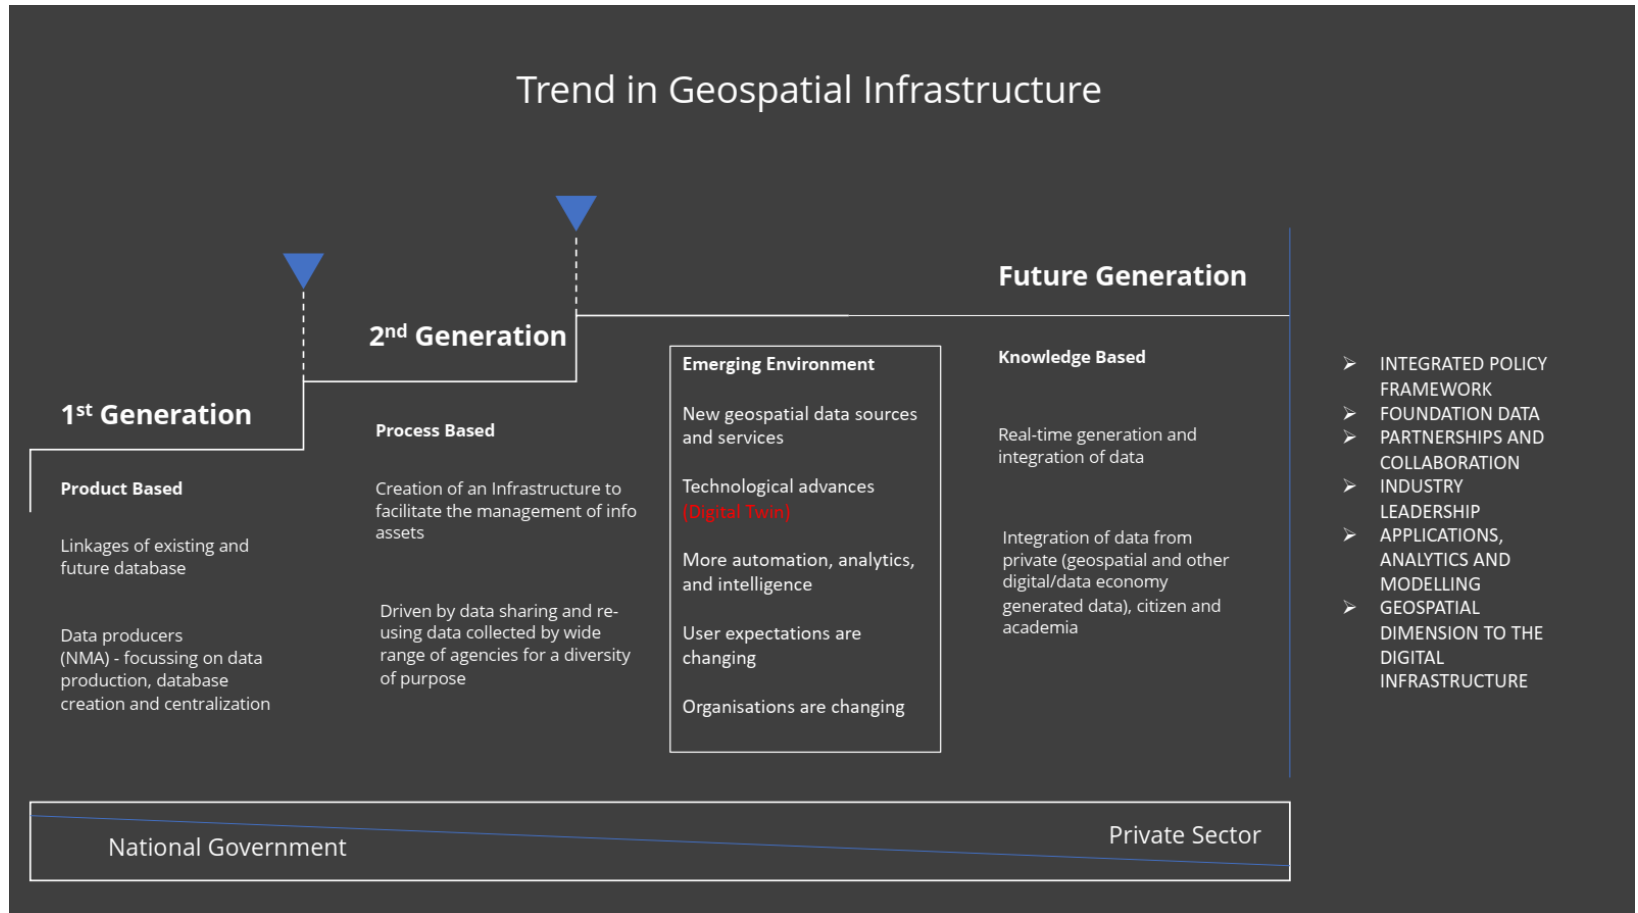 Trend in Geospatial Infrastructure
1st Generation
Product Based
Linkages of existing and
future database
Data producers
(NMA) - focussing on data
production, database
creation and centralization
2nd Generation
Process Based
Creation of an Infrastructure to
facilitate the management of info
assets
Driven by data sharing and re-
using data collected by wide
range of agencies for a diversity
of purpose
Emerging Environment
New geospatial data sources
and services
Technological advances
(Digital Twin)
More automation, analytics,
and intelligence
User expectations are
changing
Organisations are changing
Future Generation
Knowledge Based
Real-time generation and
integration of data
Integration of data from
private (geospatial and other
digital/data economy
generated data), citizen and
academia
INTEGRATED POLICY
FRAMEWORK
FOUNDATION DATA
PARTNERSHIPS AND
COLLABORATION
INDUSTRY
LEADERSHIP
APPLICATIONS,
ANALYTICS AND
MODELLING
GEOSPATIAL
DIMENSION TO THE
DIGITAL
INFRASTRUCTURE
National Government
Private Sector